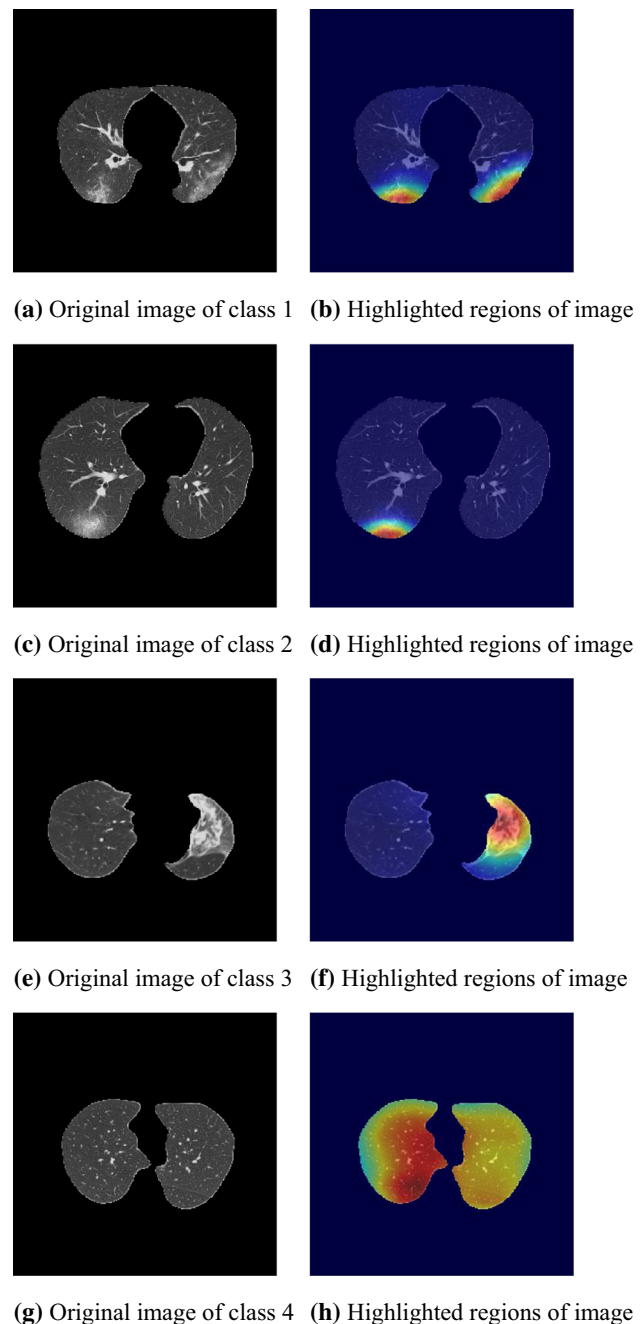 (a) Original image of class 1 (b) Highlighted regions of image
(c) Original image of class 2 (d) Highlighted regions of image
(e) Original image of class 3 (f) Highlighted regions of image
(g) Original image of class 4 (h) Highlighted regions of image